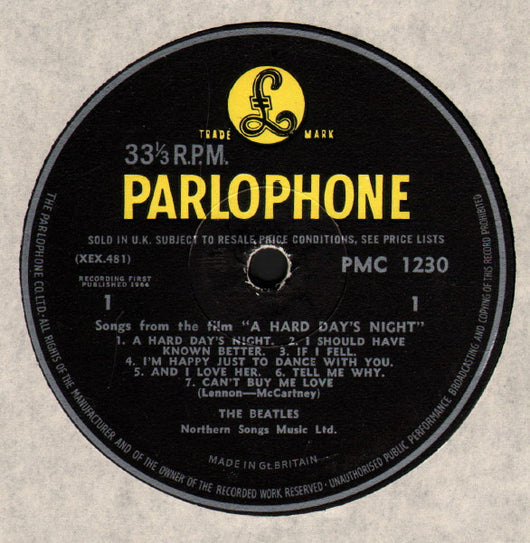 £
TRADE MARK
33⅓ R.P.M.
PARLOPHONE
SOLD IN U.K. SUBJECT TO RESALE PRICE CONDITIONS, SEE PRICE LISTS
(XEX.481)
PMC 1230
RECORDING FIRST
PUBLISHED 1964
1 1
Songs from the film "A HARD DAY'S NIGHT"
1. A HARD DAY'S NIGHT. 2. I SHOULD HAVE
KNOWN BETTER. 3. IF I FELL.
4. I'M HAPPY JUST TO DANCE WITH YOU.
5. AND I LOVE HER. 6. TELL ME WHY.
7. CAN'T BUY ME LOVE
(Lennon—McCartney)
THE BEATLES
Northern Songs Music Ltd.
MADE IN Gt. BRITAIN
THE PARLOPHONE CO. LTD. · ALL RIGHTS OF THE MANUFACTURER AND OF THE OWNER OF THE RECORDED WORK RESERVED · UNAUTHORISED PUBLIC PERFORMANCE BROADCASTING AND COPYING OF THIS RECORD PROHIBITED